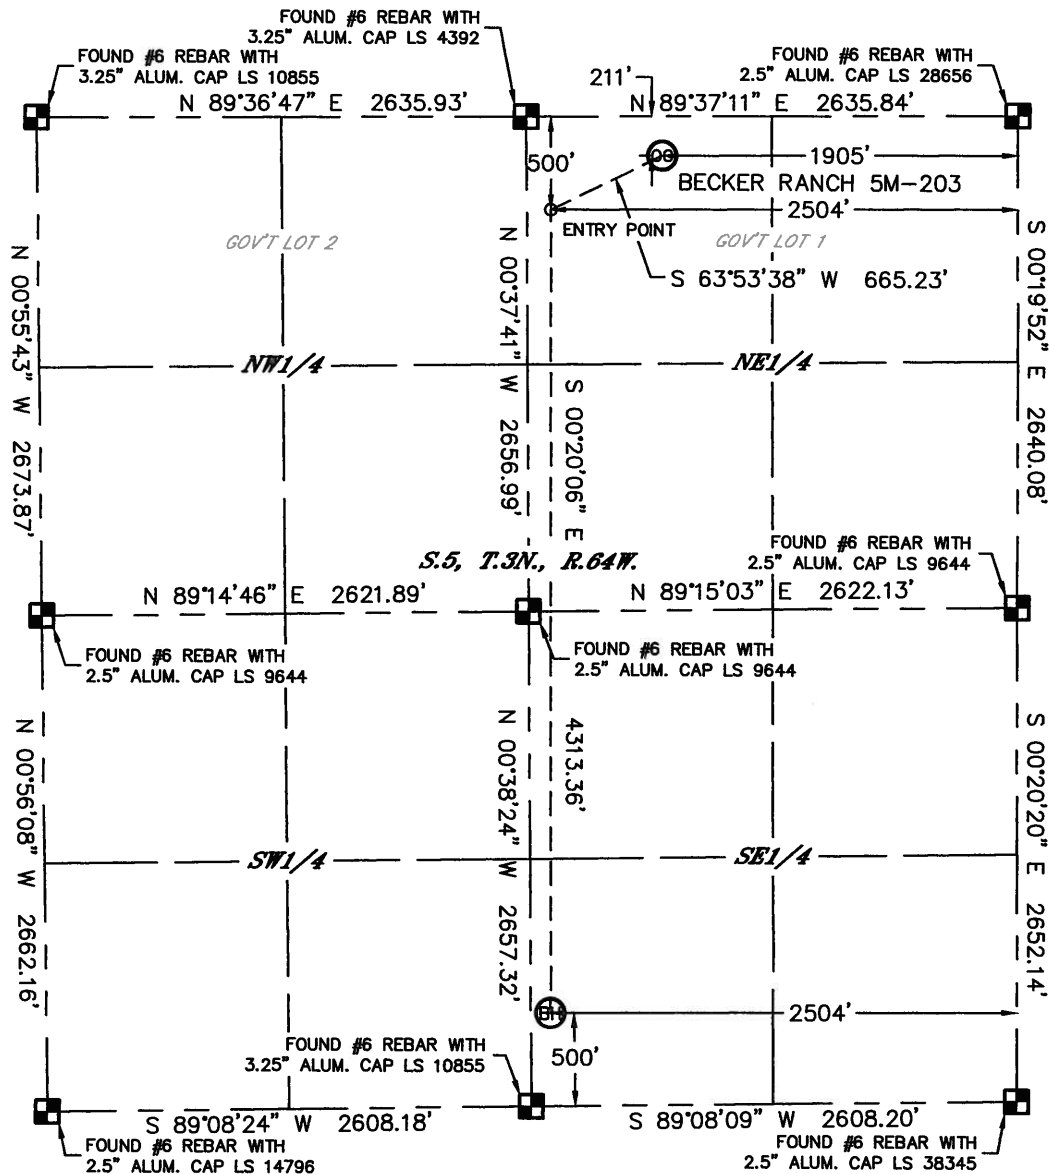 FOUND #6 REBAR WITH
3.25" ALUM. CAP LS 4392
FOUND #6 REBAR WITH
3.25" ALUM. CAP LS 10855
FOUND #6 REBAR WITH
2.5" ALUM. CAP LS 28656
211'
N 89°36'47" E 2635.93'
N 89°37'11" E 2635.84'
500'
1905'
BECKER RANCH 5M-203
2504'
ENTRY POINT
GOV'T LOT 2
GOV'T LOT 1
S 63°53'38" W 665.23'
N 00°55'43" W 2673.87'
N 00°37'41" W 2656.99'
S 00°19'52" E 2640.08'
NW1/4
NE1/4
S 00°20'06" E
4313.36'
S.5, T.3N., R.64W.
FOUND #6 REBAR WITH
2.5" ALUM. CAP LS 9644
N 89°14'46" E 2621.89'
N 89°15'03" E 2622.13'
FOUND #6 REBAR WITH
2.5" ALUM. CAP LS 9644
FOUND #6 REBAR WITH
2.5" ALUM. CAP LS 9644
N 00°56'08" W 2662.16'
N 00°38'24" W 2657.32'
S 00°20'20" E 2652.14'
SW1/4
SE1/4
BH
2504'
500'
FOUND #6 REBAR WITH
3.25" ALUM. CAP LS 10855
S 89°08'24" W 2608.18'
S 89°08'09" W 2608.20'
FOUND #6 REBAR WITH
2.5" ALUM. CAP LS 14796
FOUND #6 REBAR WITH
2.5" ALUM. CAP LS 38345